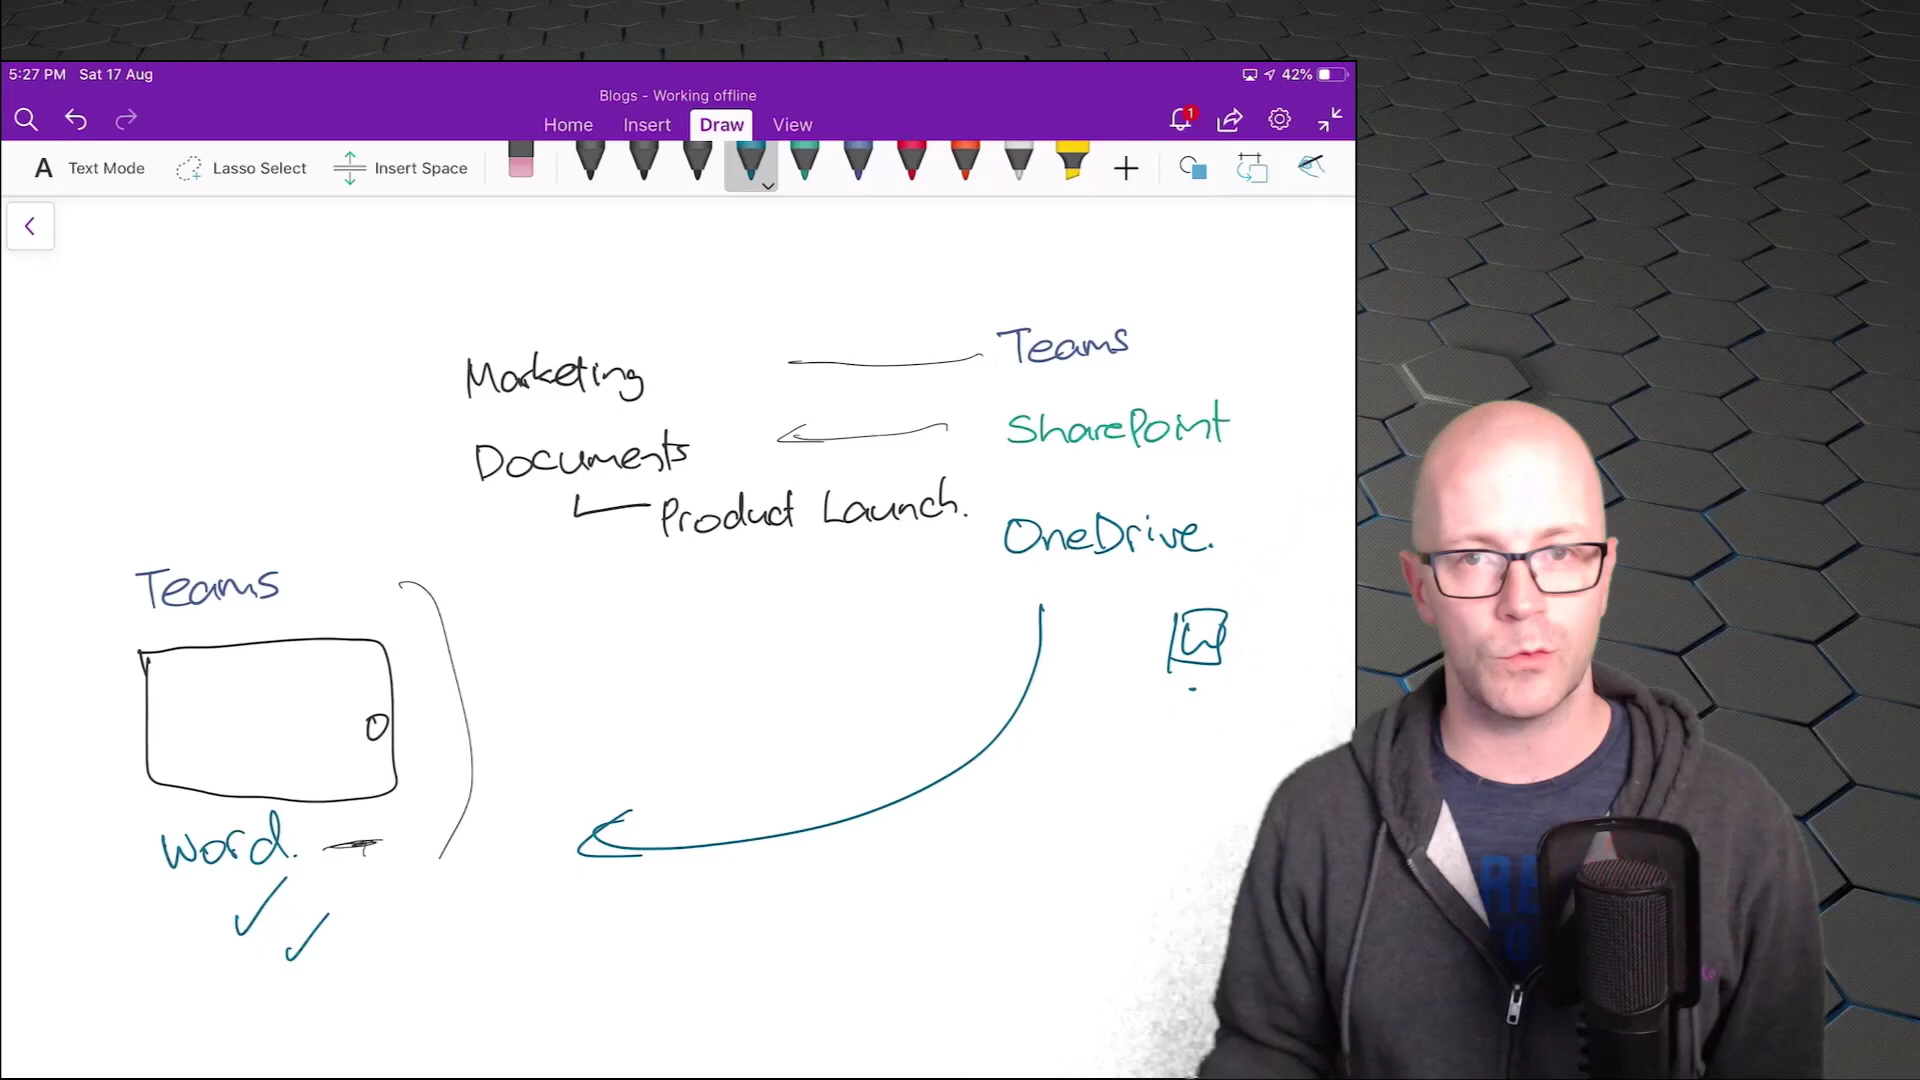 5:27 PM Sat 17 Aug
42%
Blogs - Working offline
Home Insert Draw View
1
A Text Mode Lasso Select Insert Space
Teams
Marketing
SharePoint
Documents
Product Launch.
OneDrive.
Teams
W
Word.